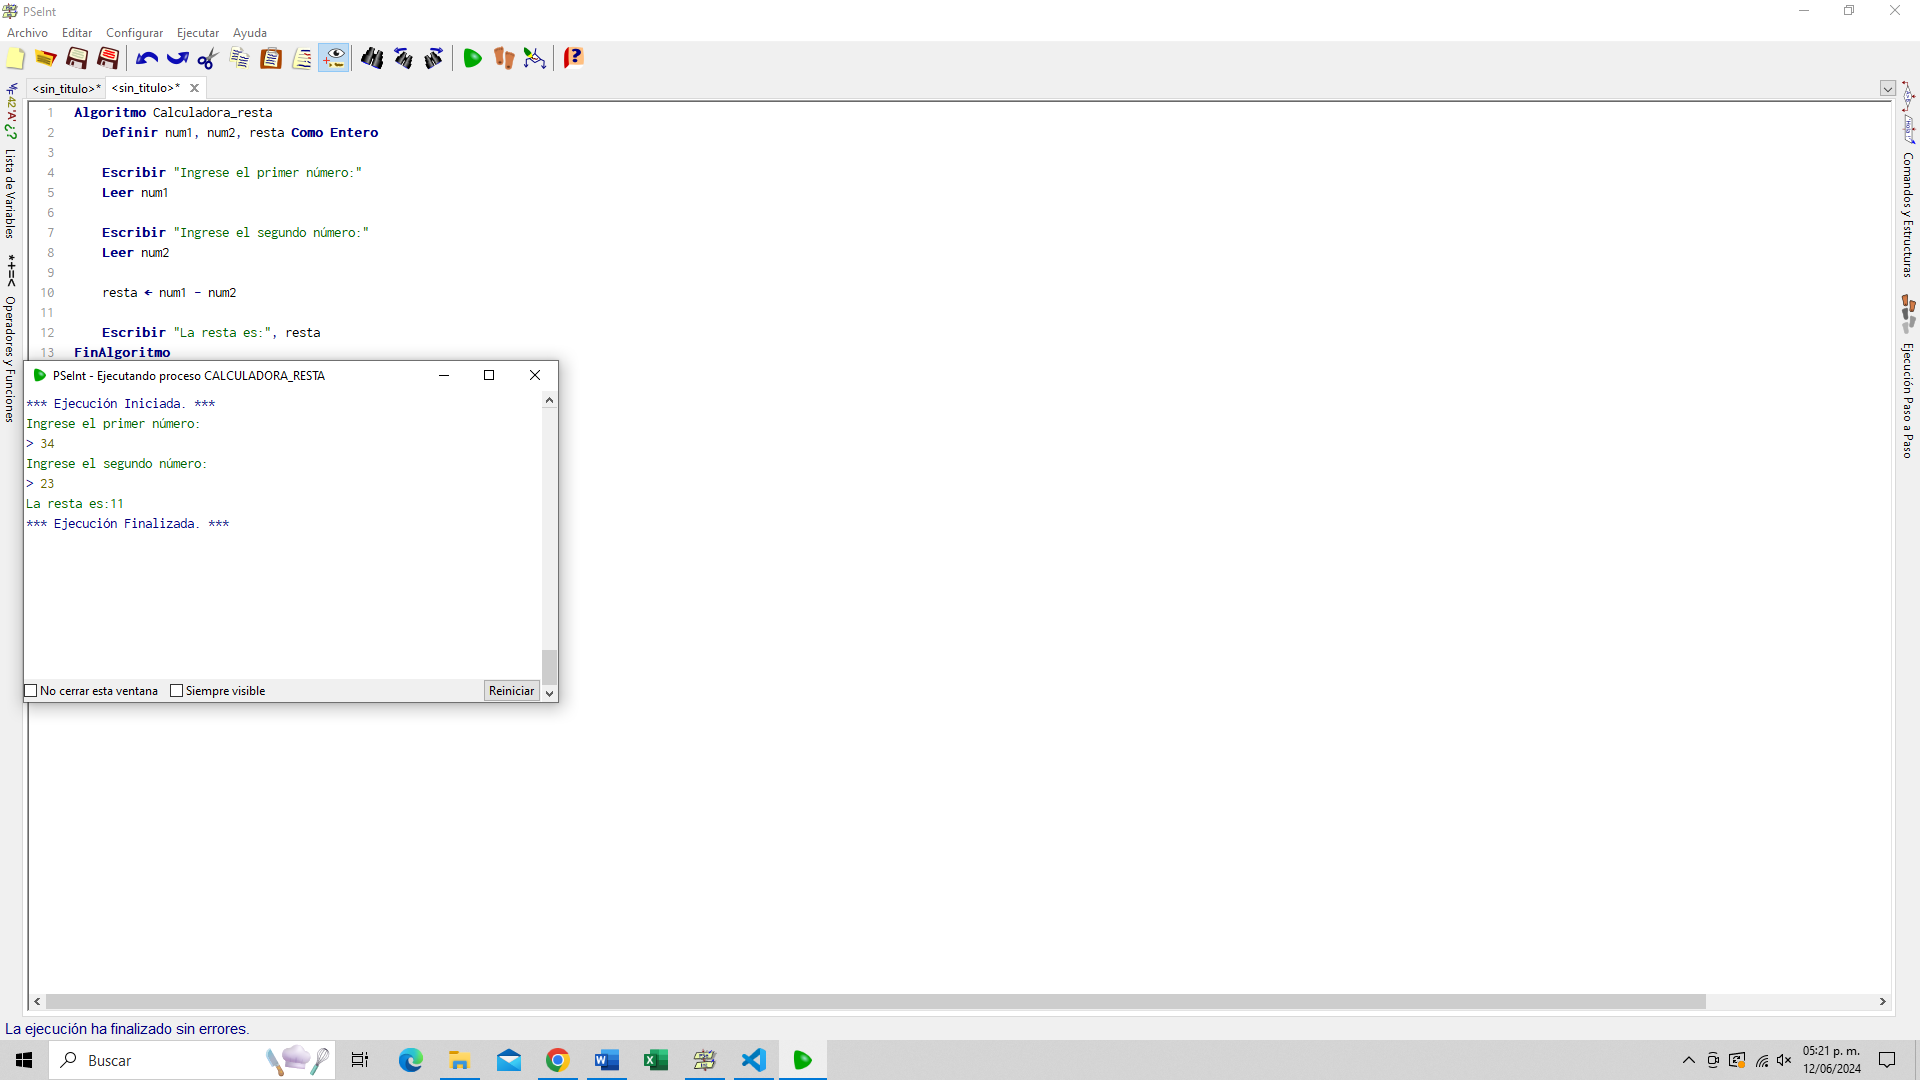 PSeInt
Archivo Editar Configurar Ejecutar Ayuda
<sin_titulo>* <sin_titulo>*
1 Algoritmo Calculadora_resta
2 Definir num1, num2, resta Como Entero
3
4 Escribir "Ingrese el primer número:"
5 Leer num1
6
7 Escribir "Ingrese el segundo número:"
8 Leer num2
9
10 resta ← num1 - num2
11
12 Escribir "La resta es:", resta
13 FinAlgoritmo
Lista de Variables
*+=<
Operadores y Funciones
Comandos y Estructuras
Ejecución Paso a Paso
PSeInt - Ejecutando proceso CALCULADORA_RESTA
*** Ejecución Iniciada. ***
Ingrese el primer número:
> 34
Ingrese el segundo número:
> 23
La resta es:11
*** Ejecución Finalizada. ***
No cerrar esta ventana Siempre visible Reiniciar
La ejecución ha finalizado sin errores.
Buscar
05:21 p. m.
12/06/2024